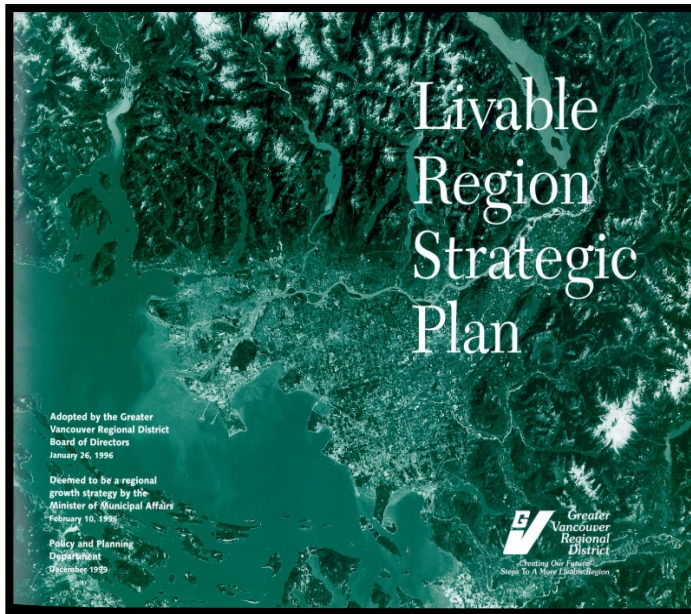 Livable
Region
Strategic
Plan
Adopted by the Greater
Vancouver Regional District
Board of Directors
January 26, 1996
Deemed to be a regional
growth strategy by the
Minister of Municipal Affairs
February 10, 1996
Policy and Planning
Department
December 1999
GV
Greater
Vancouver
Regional
District
Creating Our Future
Steps To A More Livable Region